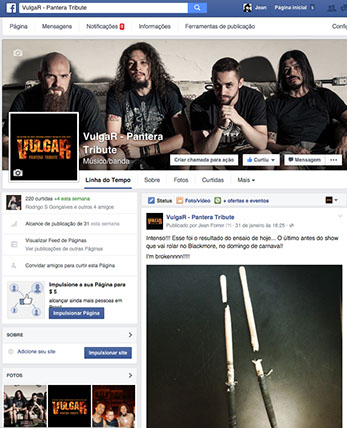 VulgaR - Pantera Tribute
Jean
Página inicial
Página
Mensagens
Notificações
Informações
Ferramentas de publicação
VulgaR - Pantera
Tribute
Músico/banda
VULGAR
PANTERA TRIBUTE
Criar chamada para ação
Curtiu
Mensagem
Linha do Tempo
Sobre
Fotos
Curtidas
Mais
220 curtidas +4 esta semana
Rodrigo S Gonçalves e outros 4 amigos
Alcance de publicação de 31 esta semana
Visualizar Feed de Páginas
Ver publicações de outras Páginas
Convidar amigos para curtir esta Página
Impulsione a sua Página para
$ 5
alcançar ainda mais pessoas em
Impulsionar Página
SOBRE
Adicione seu site
Impulsionar site
FOTOS
VULGAR
Status
Foto/vídeo
+ ofertas e eventos
VulgaR - Pantera Tribute
Publicado por Jean Forrer
31 de janeiro às 18:25
Intenso!!! Esse foi o resultado do ensaio de hoje... O último antes do show
que vai rolar no Blackmore, no domingo de carnaval!!
I'm brokennnn!!!!